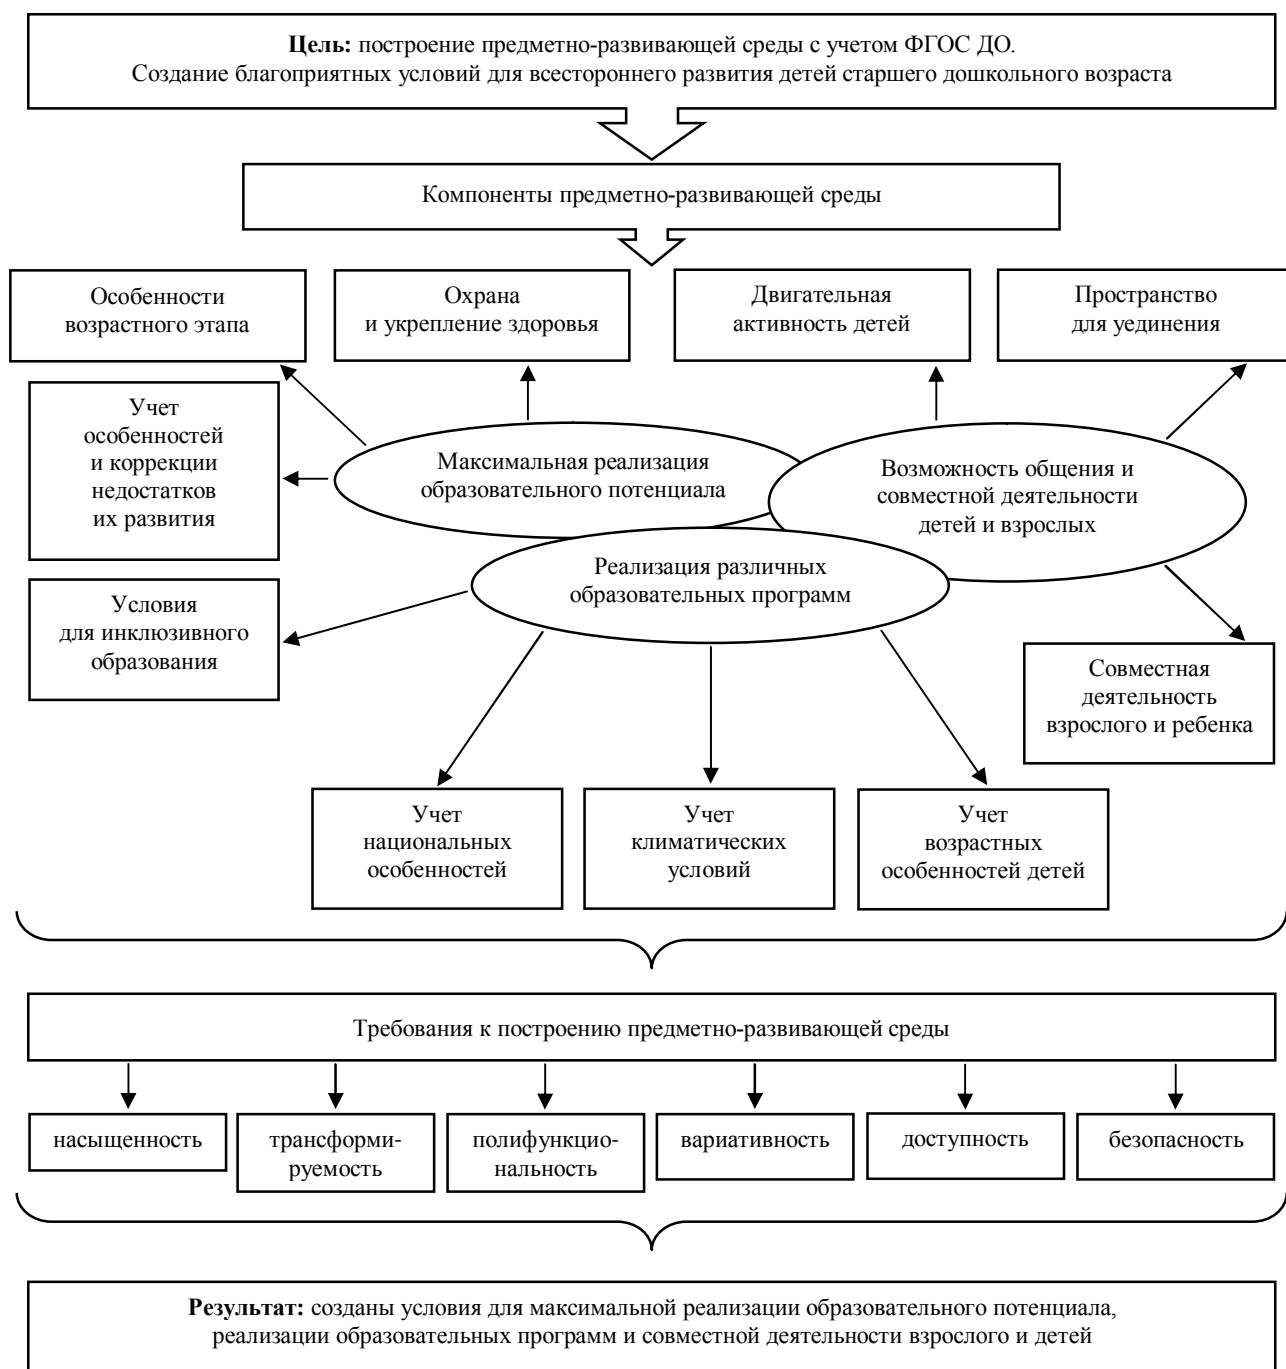 Цель: построение предметно-развивающей среды с учетом ФГОС ДО.
Создание благоприятных условий для всестороннего развития детей старшего дошкольного возраста
Компоненты предметно-развивающей среды
Особенности
возрастного этапа
Охрана
и укрепление здоровья
Двигательная
активность детей
Пространство
для уединения
Учет
особенностей
и коррекции
недостатков
их развития
Максимальная реализация
образовательного потенциала
Возможность общения и
совместной деятельности
детей и взрослых
Реализация различных
образовательных программ
Условия
для инклюзивного
образования
Совместная
деятельность
взрослого и ребенка
Учет
национальных
особенностей
Учет
климатических
условий
Учет
возрастных
особенностей детей
Требования к построению предметно-развивающей среды
насыщенность
трансформи-
руемость
полифункцио-
нальность
вариативность
доступность
безопасность
Результат: созданы условия для максимальной реализации образовательного потенциала,
реализации образовательных программ и совместной деятельности взрослого и детей